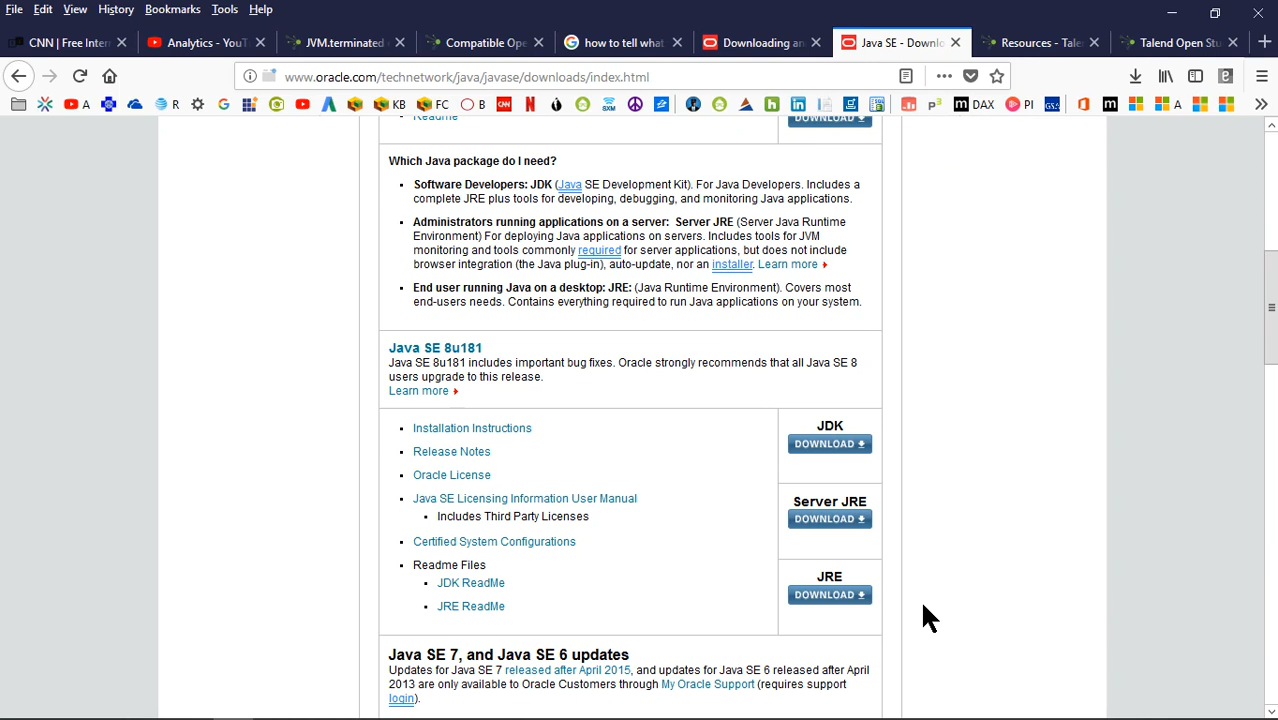 File Edit View History Bookmarks Tools Help
CNN | Free Inter
Analytics - YouT
JVM.terminated
Compatible Ope
how to tell what
Downloading an
Java SE - Downlo
Resources - Taler
Talend Open Stu
www.oracle.com/technetwork/java/javase/downloads/index.html
A R G A KB FC B CNN N SXM DAX PI GSA m A
Readme
DOWNLOAD
Which Java package do I need?
Software Developers: JDK (Java SE Development Kit). For Java Developers. Includes a
complete JRE plus tools for developing, debugging, and monitoring Java applications.
Administrators running applications on a server: Server JRE (Server Java Runtime
Environment) For deploying Java applications on servers. Includes tools for JVM
monitoring and tools commonly required for server applications, but does not include
browser integration (the Java plug-in), auto-update, nor an installer. Learn more
End user running Java on a desktop: JRE: (Java Runtime Environment). Covers most
end-users needs. Contains everything required to run Java applications on your system.
Java SE 8u181
Java SE 8u181 includes important bug fixes. Oracle strongly recommends that all Java SE 8
users upgrade to this release.
Learn more
Installation Instructions
Release Notes
Oracle License
Java SE Licensing Information User Manual
Includes Third Party Licenses
Certified System Configurations
Readme Files
JDK ReadMe
JRE ReadMe
JDK
DOWNLOAD
Server JRE
DOWNLOAD
JRE
DOWNLOAD
Java SE 7, and Java SE 6 updates
Updates for Java SE 7 released after April 2015, and updates for Java SE 6 released after April
2013 are only available to Oracle Customers through My Oracle Support (requires support
login).